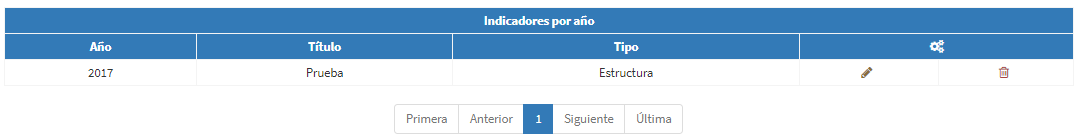 Indicadores por año
Año Título Tipo
2017 Prueba Estructura
Primera Anterior 1 Siguiente Última